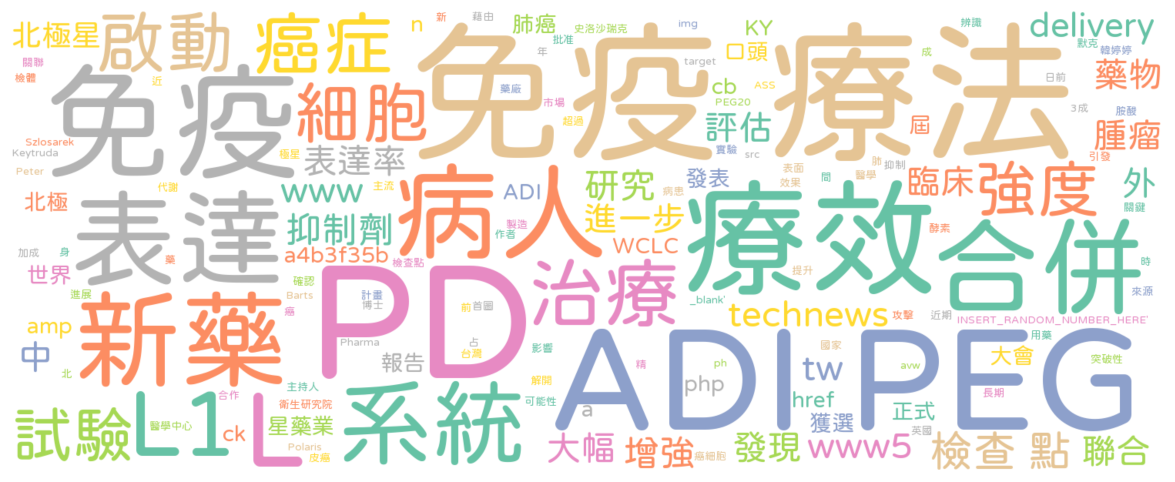 北極星 啟動 癌症 n 肺癌 新 藉由 史洛沙瑞克 批准 img target KY 口頭 免疫 療法 成 辨識 默克 delivery 韓婷婷
關聯 檢體 近 免疫 細胞 藥廠 市場 超過 cb ASS PEG20 日前 3成 藥物 胺酸
Szlosarek Keytruda Peter 極星 表達率 評估 實驗 src 屆 腫瘤 引發
代謝 www 主流 病人 ADI 研究 病患 發表 表面 效果 間 肺 醫學 抑制 臨床 強度 外 關鍵
北極 表達 抑制劑 製造 作者 進一步 療效 酵素
加成 身 世界 藥 a4b3f35b 檢查點 WCLC 提升 合併 時 來源
進展 確認 Barts 癌 計畫 博士 前 首圖 治療 _blank` 攻擊 近期
amp 新藥 PD technews INSERT_RANDOM_NUMBER_HERE` 用藥
中 北 Pharma 報告 占 台灣 影響 ADI PEG 國家 大會 突破性
主持人 合作 衛生研究院 系統 解開 可能性 精 a php ph tw avw href 獲選 正式 英國 長期
試驗 L1 醫學中心 ck L 星藥業 Polaris 皮癌 大幅 增強 癌細胞 發現 www5 檢查 點 聯合